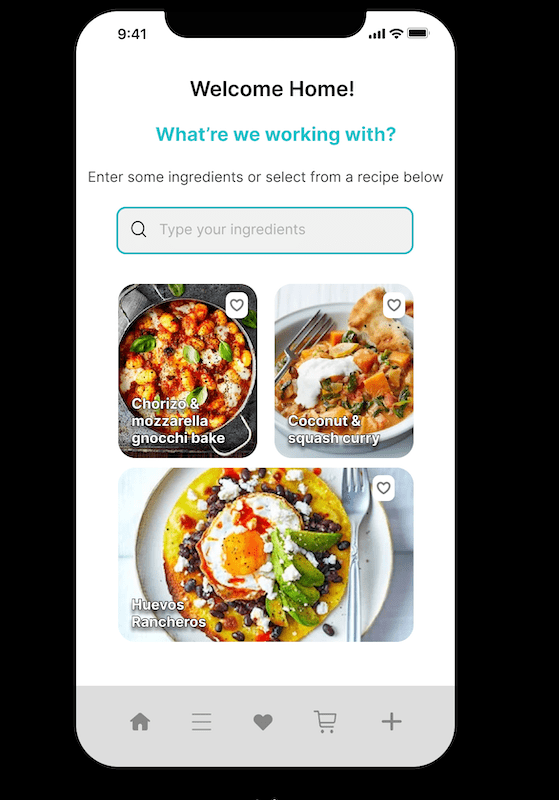 9:41
Welcome Home!
What’re we working with?
Enter some ingredients or select from a recipe below
Type your ingredients
Chorizo &
mozzarella
gnocchi bake
Coconut &
squash curry
Huevos
Rancheros